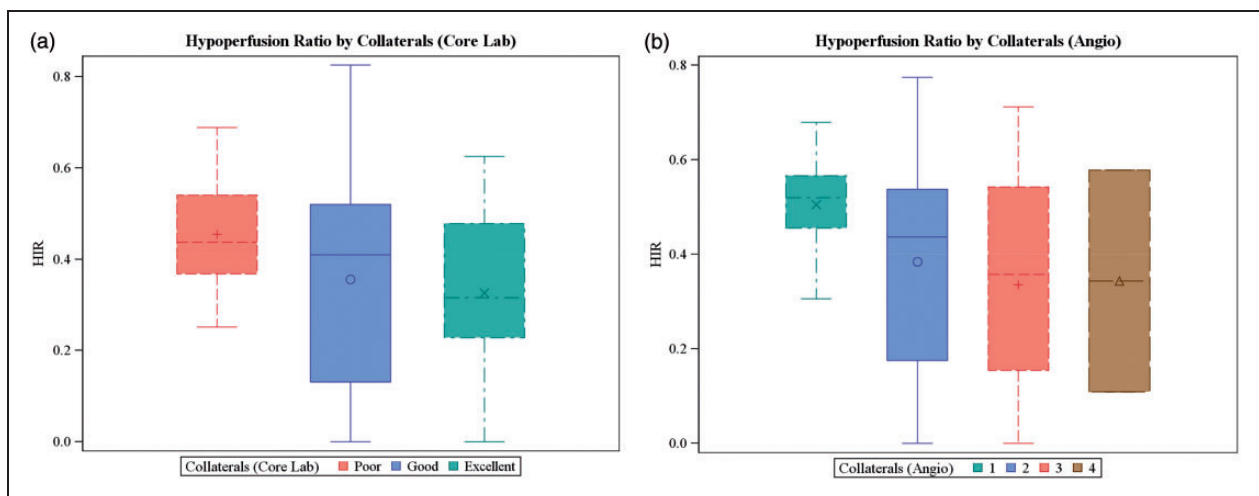 (a)
Hypoperfusion Ratio by Collaterals (Core Lab)
0.8
0.6
0.4
0.2
0.0
HIR
Collaterals (Core Lab) Poor Good Excellent
(b)
Hypoperfusion Ratio by Collaterals (Angio)
0.8
0.6
0.4
0.2
0.0
HIR
Collaterals (Angio) 1 2 3 4